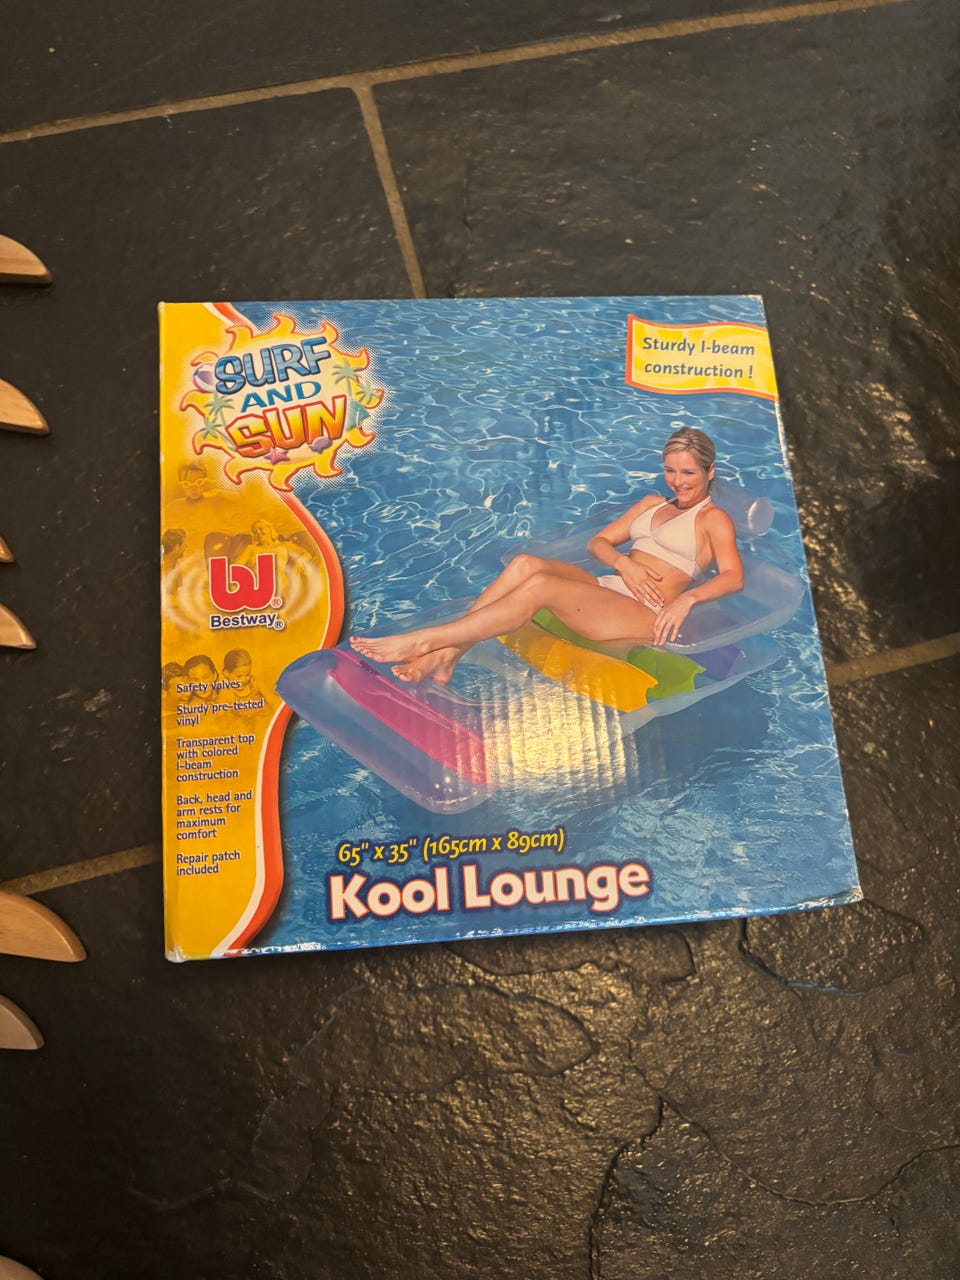 SURF
AND
SUN
Sturdy I-beam
construction !
Bestway®
Safety valves
Sturdy pre-tested
vinyl
Transparent top
with colored
I-beam
construction
Back, head and
arm rests for
maximum
comfort
Repair patch
included
65" x 35" (165cm x 89cm)
Kool Lounge